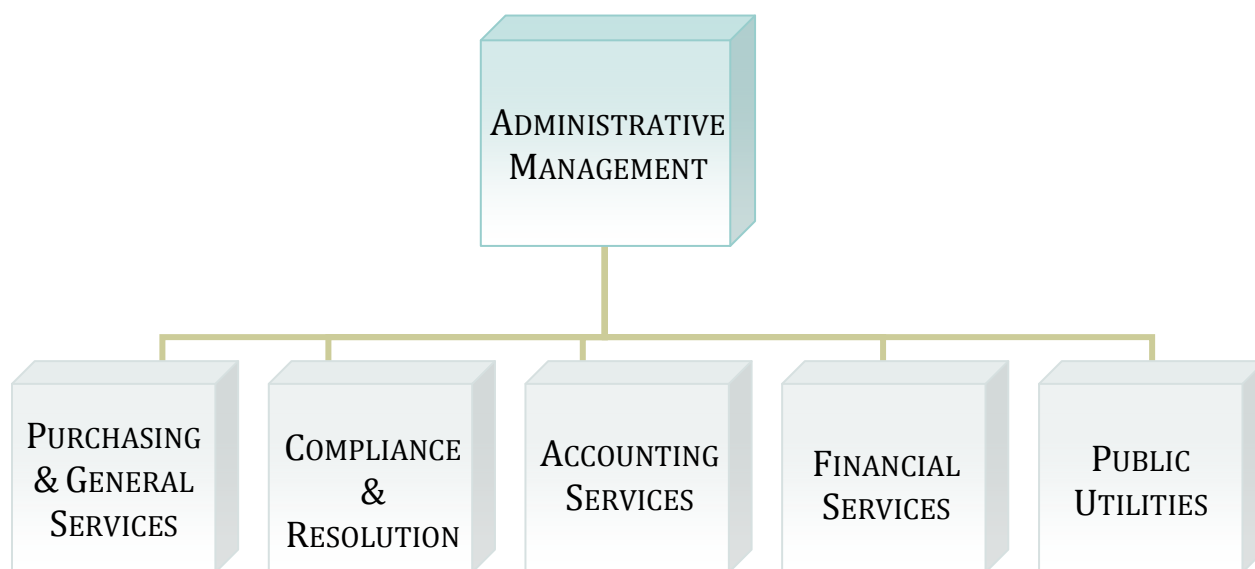 ADMINISTRATIVE
MANAGEMENT
PURCHASING
& GENERAL
SERVICES
COMPLIANCE
&
RESOLUTION
ACCOUNTING
SERVICES
FINANCIAL
SERVICES
PUBLIC
UTILITIES